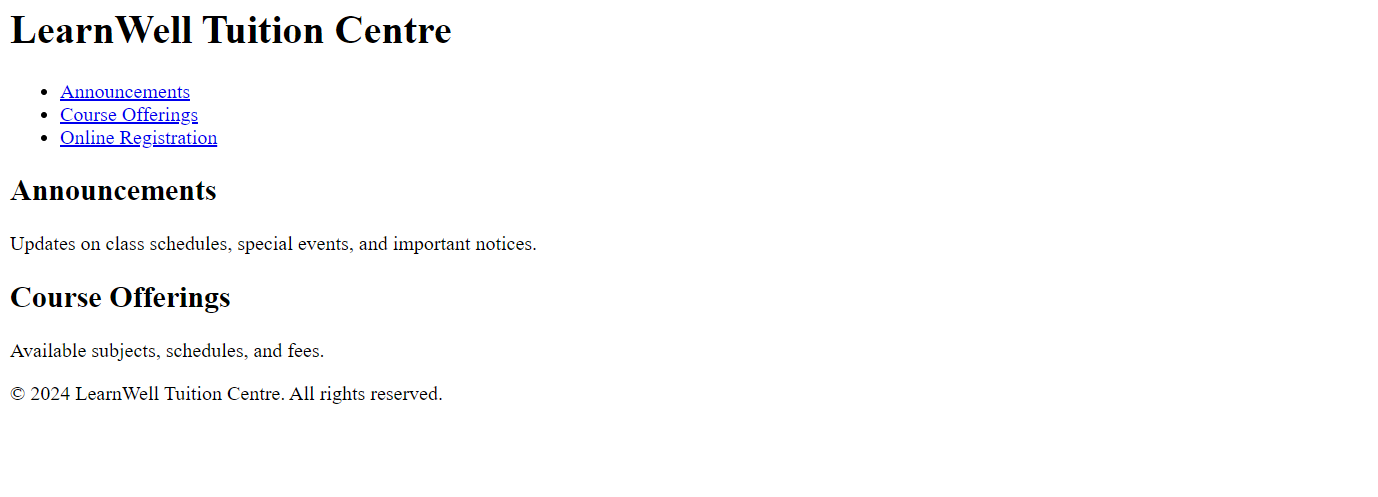 LearnWell Tuition Centre
Announcements
Course Offerings
Online Registration
Announcements
Updates on class schedules, special events, and important notices.
Course Offerings
Available subjects, schedules, and fees.
© 2024 LearnWell Tuition Centre. All rights reserved.